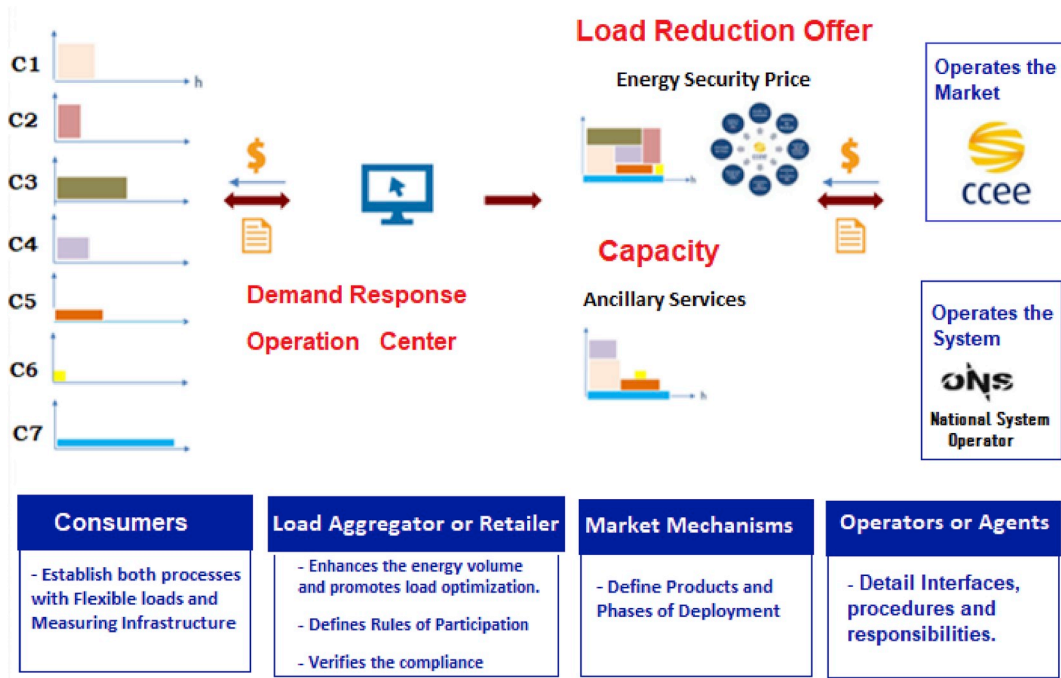 C1
h
C2
C3
C4
C5
C6
C7
$
Demand Response
Operation Center
Load Reduction Offer
Energy Security Price
ccee
h
$
Capacity
Ancillary Services
h
Operates the
Market
ccee
Operates the
System
ONS
National System
Operator
Consumers
- Establish both processes
with Flexible loads and
Measuring Infrastructure
Load Aggregator or Retailer
- Enhances the energy volume
and promotes load optimization.
- Defines Rules of Participation
- Verifies the compliance
Market Mechanisms
- Define Products and
Phases of Deployment
Operators or Agents
- Detail Interfaces,
procedures and
responsibilities.